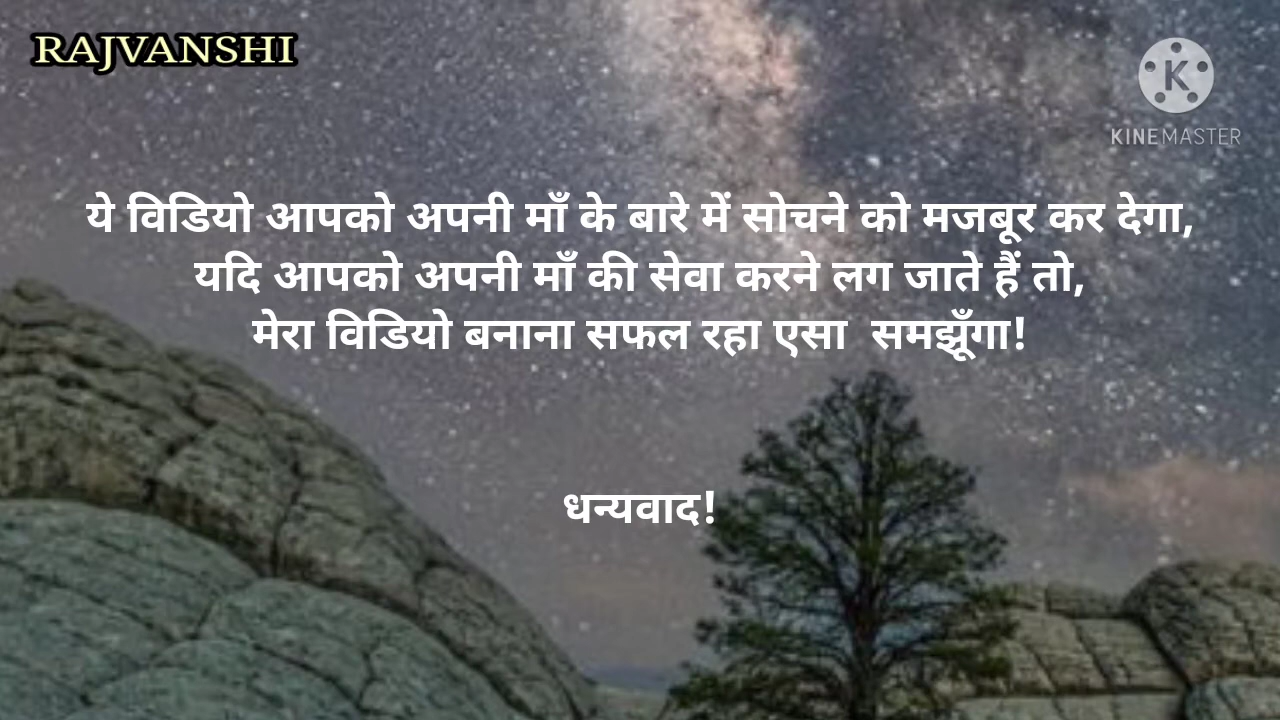 RAJVANSHI
K
KINEMASTER
ये विडियो आपको अपनी माँ के बारे में सोचने को मजबूर कर देगा,
यदि आपको अपनी माँ की सेवा करने लग जाते हैं तो,
मेरा विडियो बनाना सफल रहा एसा  समझूँगा!
धन्यवाद!